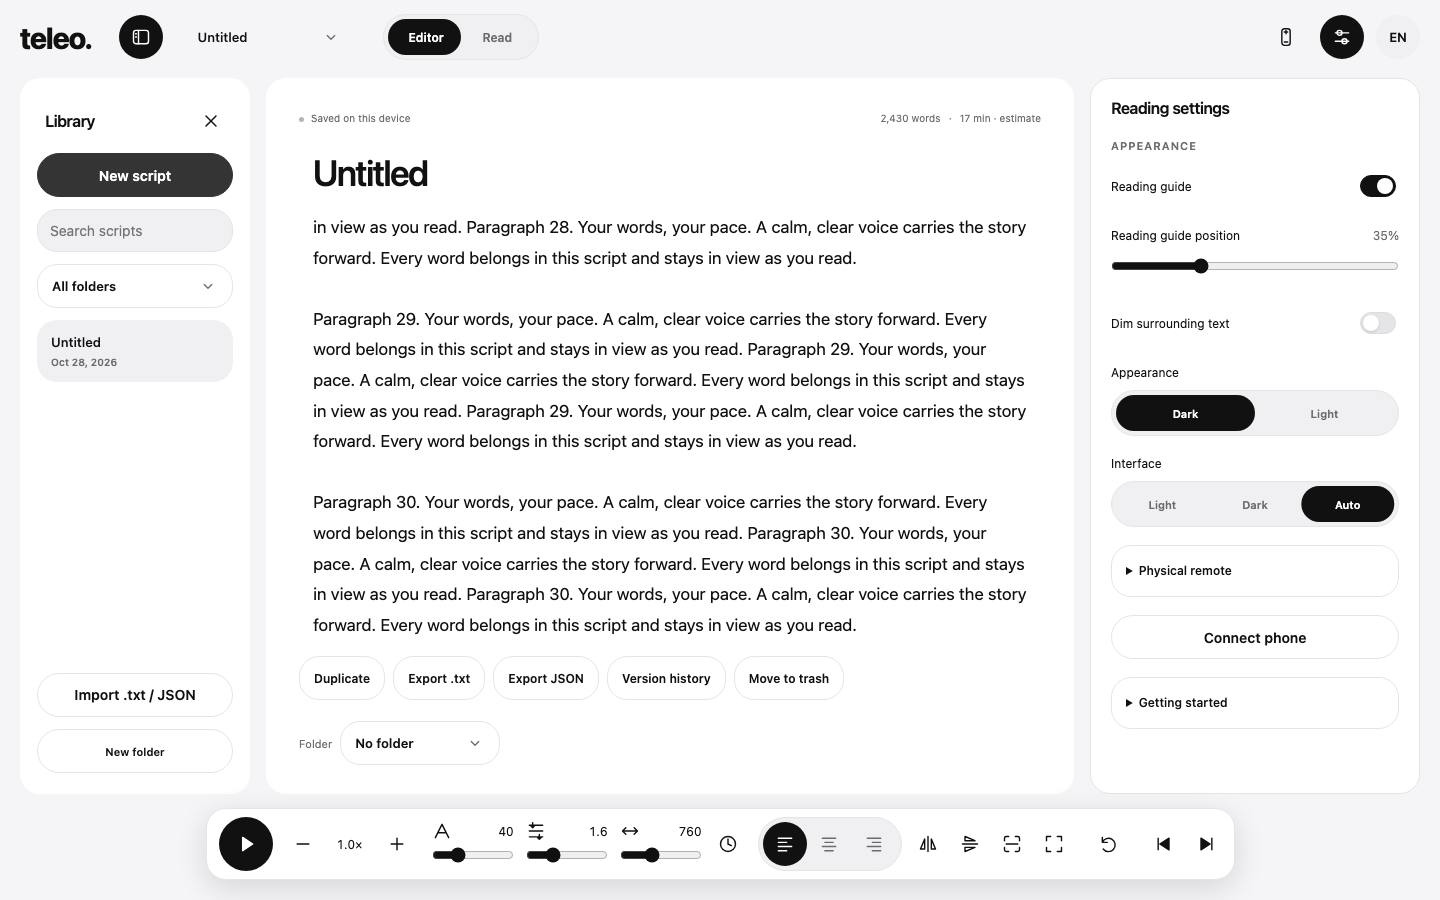 teleo.
Untitled
Editor
Read
EN
Library
New script
Search scripts
All folders
Untitled
Oct 28, 2026
Import .txt / JSON
New folder
Saved on this device
2,430 words · 17 min · estimate
Untitled
in view as you read. Paragraph 28. Your words, your pace. A calm, clear voice carries the story
forward. Every word belongs in this script and stays in view as you read.
Paragraph 29. Your words, your pace. A calm, clear voice carries the story forward. Every
word belongs in this script and stays in view as you read. Paragraph 29. Your words, your
pace. A calm, clear voice carries the story forward. Every word belongs in this script and stays
in view as you read. Paragraph 29. Your words, your pace. A calm, clear voice carries the story
forward. Every word belongs in this script and stays in view as you read.
Paragraph 30. Your words, your pace. A calm, clear voice carries the story forward. Every
word belongs in this script and stays in view as you read. Paragraph 30. Your words, your
pace. A calm, clear voice carries the story forward. Every word belongs in this script and stays
in view as you read. Paragraph 30. Your words, your pace. A calm, clear voice carries the story
forward. Every word belongs in this script and stays in view as you read.
Duplicate
Export .txt
Export JSON
Version history
Move to trash
Folder
No folder
Reading settings
APPEARANCE
Reading guide
Reading guide position
35%
Dim surrounding text
Appearance
Dark
Light
Interface
Light
Dark
Auto
Physical remote
Connect phone
Getting started
1.0×
40
1.6
760